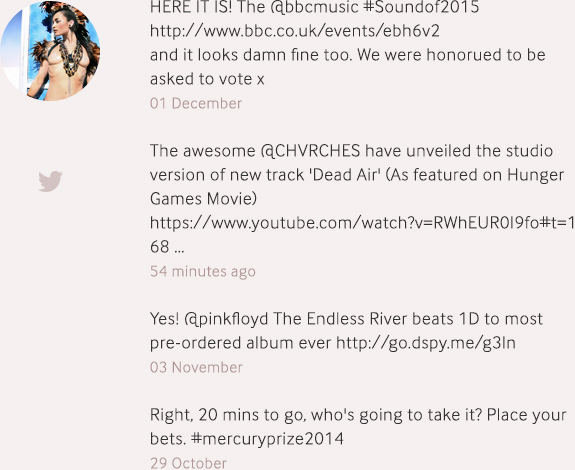 HERE IT IS! The @bbcmusic #Soundof2015
http://www.bbc.co.uk/events/ebh6v2
and it looks damn fine too. We were honorued to be
asked to vote x
01 December
The awesome @CHVRCHES have unveiled the studio
version of new track 'Dead Air' (As featured on Hunger
Games Movie)
https://www.youtube.com/watch?v=RWhEUR0I9fo#t=1
68 ...
54 minutes ago
Yes! @pinkfloyd The Endless River beats 1D to most
pre-ordered album ever http://go.dspy.me/g3In
03 November
Right, 20 mins to go, who's going to take it? Place your
bets. #mercuryprize2014
29 October